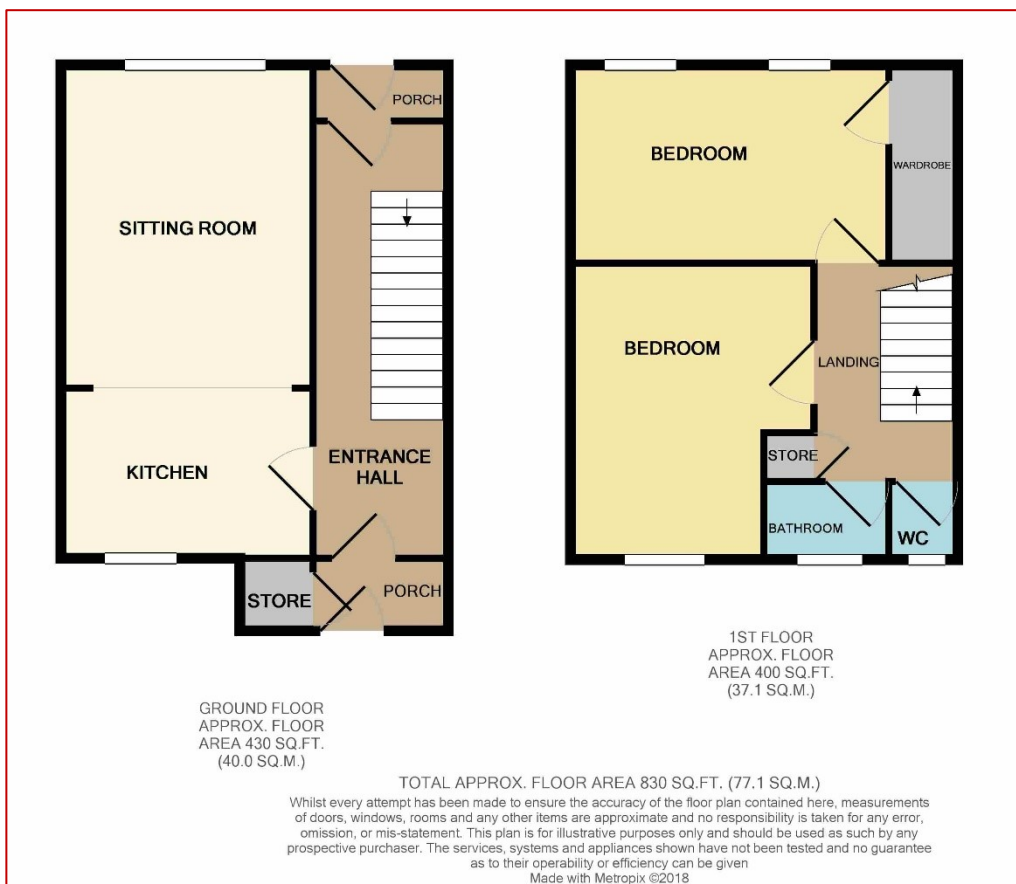 PORCH
SITTING ROOM
KITCHEN
ENTRANCE
HALL
STORE
PORCH
GROUND FLOOR
APPROX. FLOOR
AREA 430 SQ.FT.
(40.0 SQ.M.)
BEDROOM
WARDROBE
BEDROOM
LANDING
STORE
BATHROOM
WC
1ST FLOOR
APPROX. FLOOR
AREA 400 SQ.FT.
(37.1 SQ.M.)
TOTAL APPROX. FLOOR AREA 830 SQ.FT. (77.1 SQ.M.)
Whilst every attempt has been made to ensure the accuracy of the floor plan contained here, measurements
of doors, windows, rooms and any other items are approximate and no responsibility is taken for any error,
omission, or mis-statement. This plan is for illustrative purposes only and should be used as such by any
prospective purchaser. The services, systems and appliances shown have not been tested and no guarantee
as to their operability or efficiency can be given
Made with Metropix ©2018